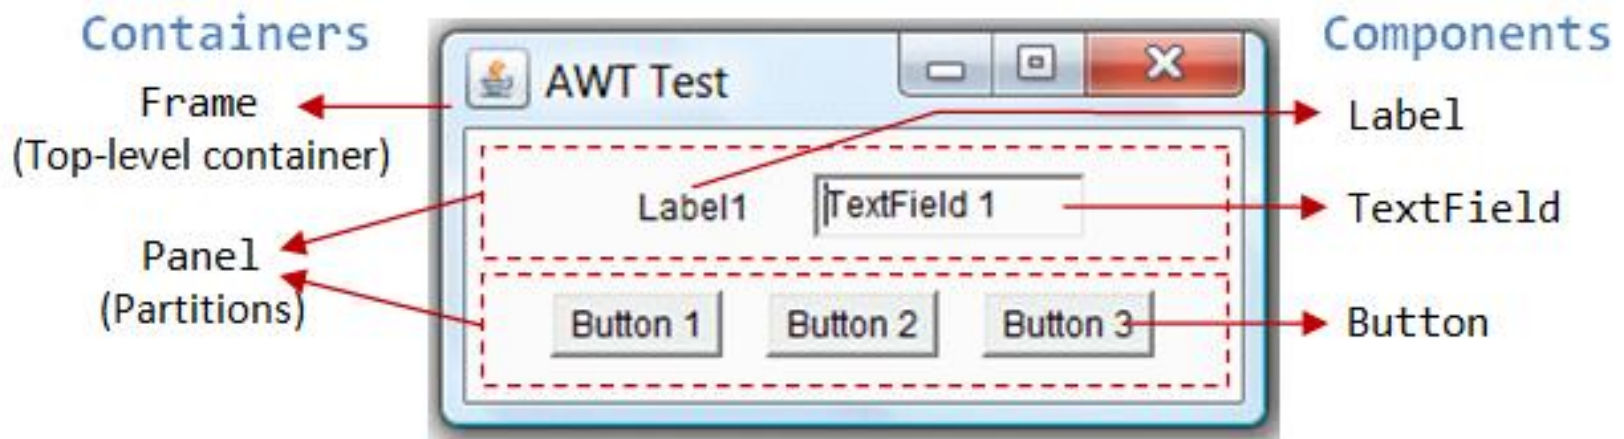 Containers
Components
AWT Test
Frame
(Top-level container)
Label
Label1
TextField 1
TextField
Panel
(Partitions)
Button 1
Button 2
Button 3
Button